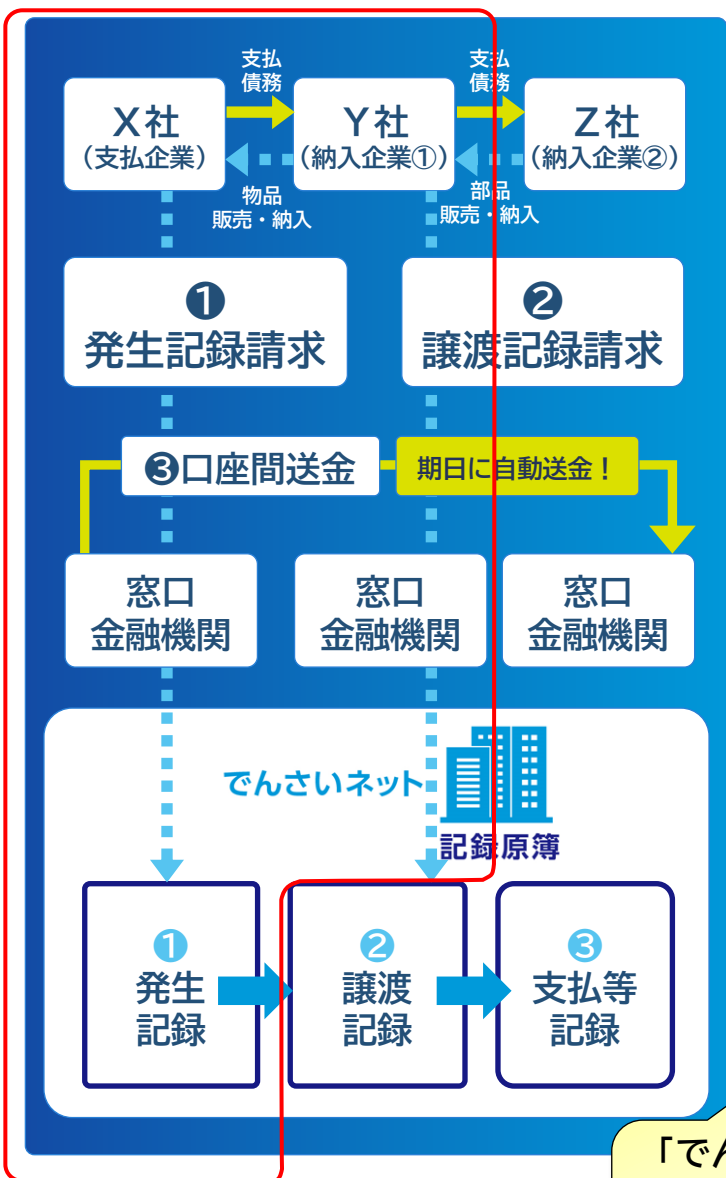 支払
債務
支払
債務
X社
(支払企業)
Y社
(納入企業①)
Z社
(納入企業②)
物品
販売・納入
部品
販売・納入
❶
発生記録請求
❷
譲渡記録請求
❸口座間送金
期日に自動送金！
窓口
金融機関
窓口
金融機関
窓口
金融機関
でんさいネット
記録原簿
❶
発生
記録
❷
譲渡
記録
❸
支払等
記録
「でん